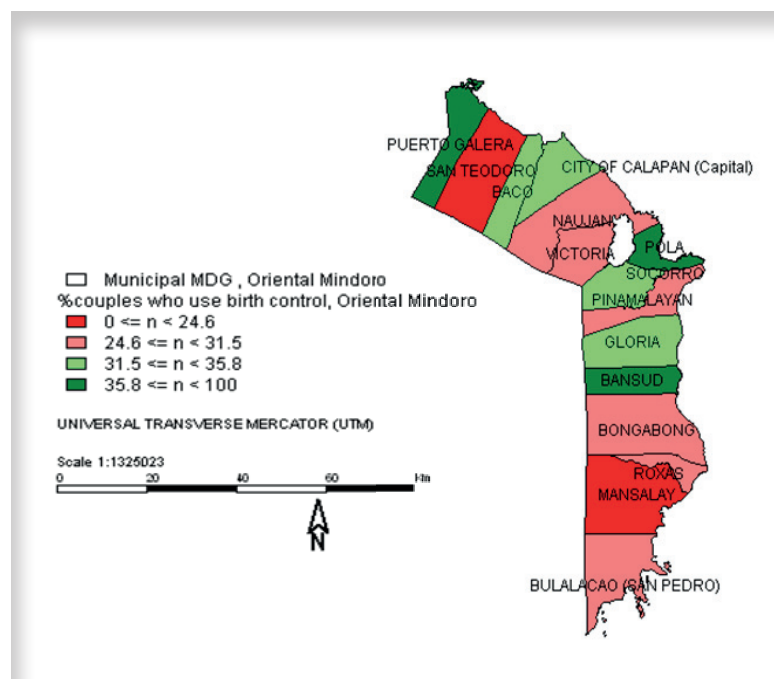 PUERTO GALERA
SAN TEODORO
BACO
CITY OF CALAPAN (Capital)
NAUJAN
VICTORIA
POLA
SOCORRO
PINAMALAYAN
GLORIA
BANSUD
BONGABONG
ROXAS
MANSALAY
BULALACAO (SAN PEDRO)
Municipal MDG , Oriental Mindoro
%couples who use birth control, Oriental Mindoro
0 <= n < 24.6
24.6 <= n < 31.5
31.5 <= n < 35.8
35.8 <= n < 100
UNIVERSAL TRANSVERSE MERCATOR (UTM)
Scale 1:1325023
0 20 40 60 km
N